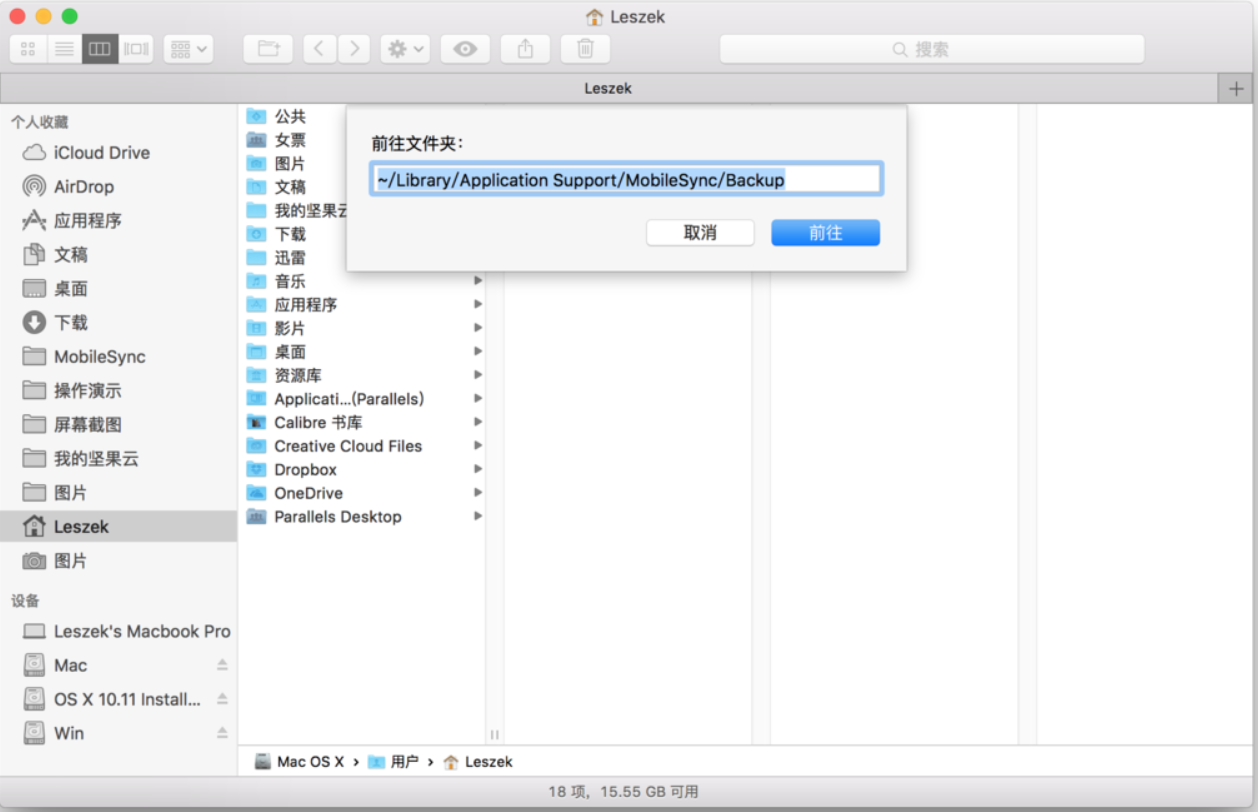 Leszek
搜索
Leszek
个人收藏
iCloud Drive
AirDrop
应用程序
文稿
桌面
下载
MobileSync
操作演示
屏幕截图
我的坚果云
图片
Leszek
图片
设备
Leszek's Macbook Pro
Mac
OS X 10.11 Install...
Win
公共
女票
图片
文稿
我的坚果云
下载
迅雷
音乐
应用程序
影片
桌面
资源库
Applicati...(Parallels)
Calibre 书库
Creative Cloud Files
Dropbox
OneDrive
Parallels Desktop
前往文件夹：
~/Library/Application Support/MobileSync/Backup
取消
前往
Mac OS X › 用户 › Leszek
18 项，15.55 GB 可用